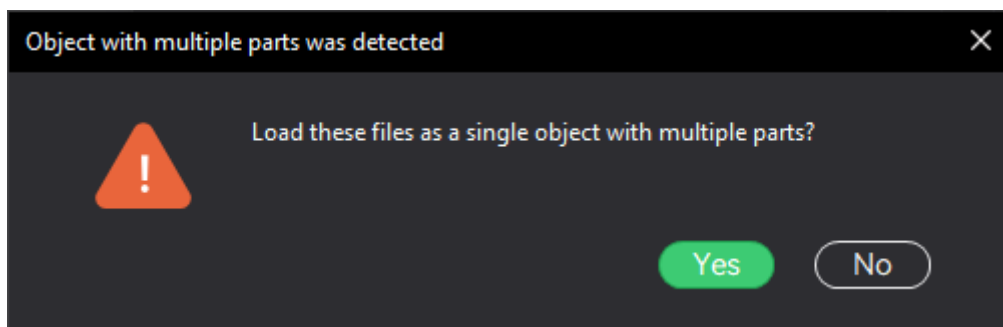 Object with multiple parts was detected
Load these files as a single object with multiple parts?
!
Yes
No